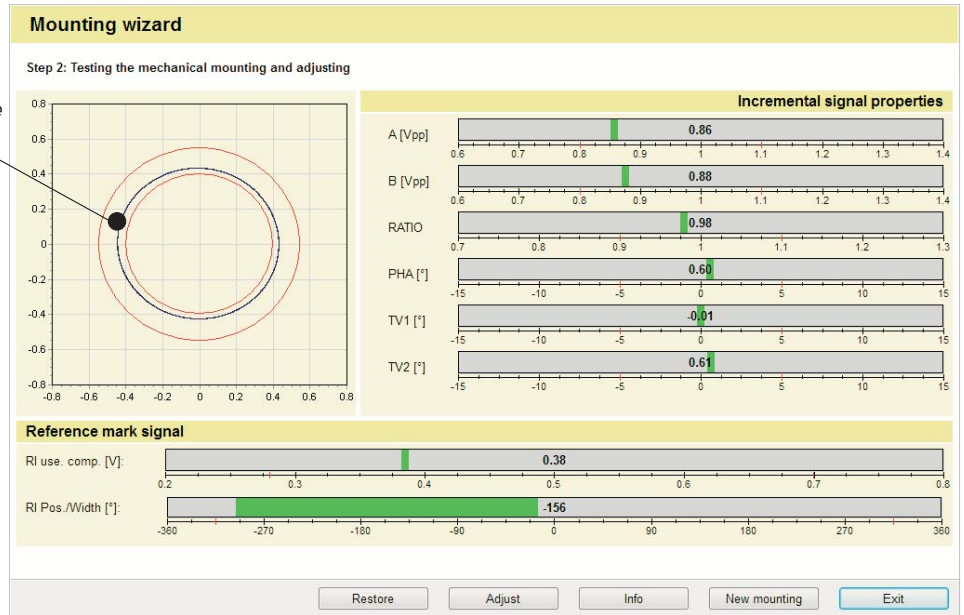 Mounting wizard
Step 2: Testing the mechanical mounting and adjusting
e
0.8
0.6
0.4
0.2
0
-0.2
-0.4
-0.6
-0.8
-0.8 -0.6 -0.4 -0.2 0 0.2 0.4 0.6 0.8
Incremental signal properties
A [Vpp] 0.86
0.6 0.7 0.8 0.9 1 1.1 1.2 1.3 1.4
B [Vpp] 0.88
0.6 0.7 0.8 0.9 1 1.1 1.2 1.3 1.4
RATIO 0.98
0.7 0.8 0.9 1 1.1 1.2 1.3
PHA [°] 0.60
-15 -10 -5 0 5 10 15
TV1 [°] -0.01
-15 -10 -5 0 5 10 15
TV2 [°] 0.61
-15 -10 -5 0 5 10 15
Reference mark signal
RI use. comp. [V]: 0.38
0.2 0.3 0.4 0.5 0.6 0.7 0.8
RI Pos./Width [°]: -156
-360 -270 -180 -90 0 90 180 270 360
Restore Adjust Info New mounting Exit